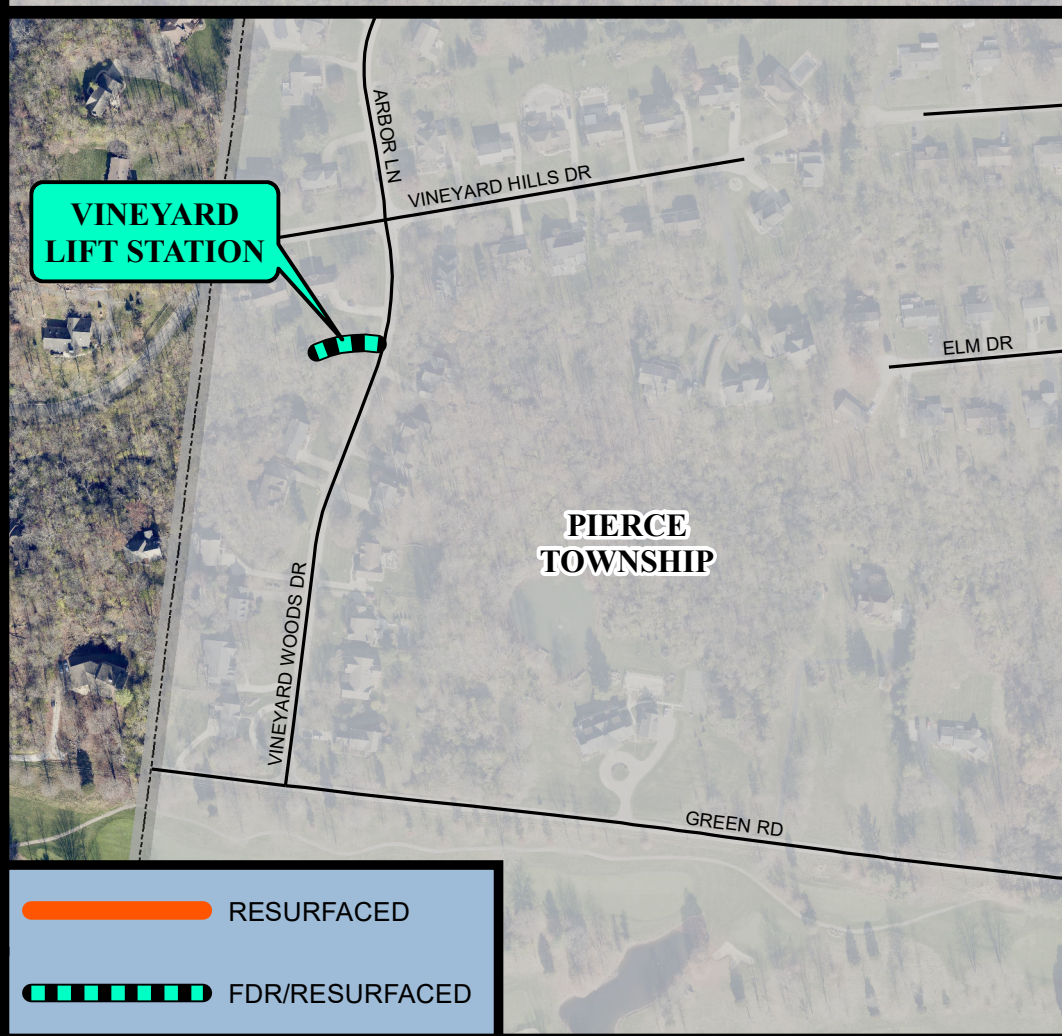 ARBOR LN
VINEYARD HILLS DR
VINEYARD
LIFT STATION
ELM DR
PIERCE
TOWNSHIP
VINEYARD WOODS DR
GREEN RD
RESURFACED
FDR/RESURFACED